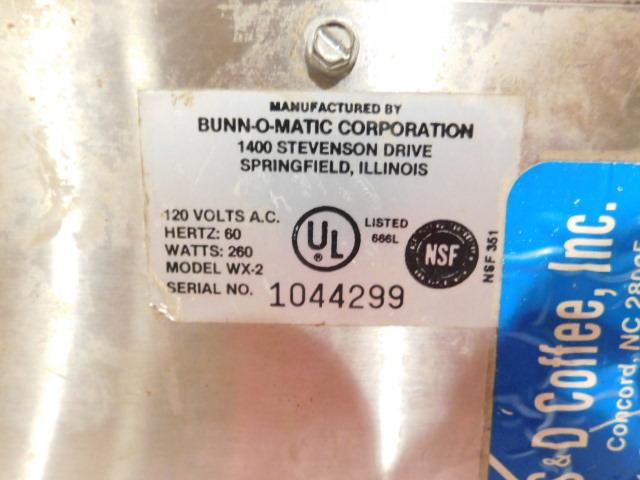 MANUFACTURED BY
BUNN-O-MATIC CORPORATION
1400 STEVENSON DRIVE
SPRINGFIELD, ILLINOIS
120 VOLTS A.C.
HERTZ: 60
WATTS: 260
MODEL WX-2
SERIAL NO. 1044299
UL
®
LISTED
666L
NSF
NSF 351
S&D Coffee, Inc.
Concord, NC